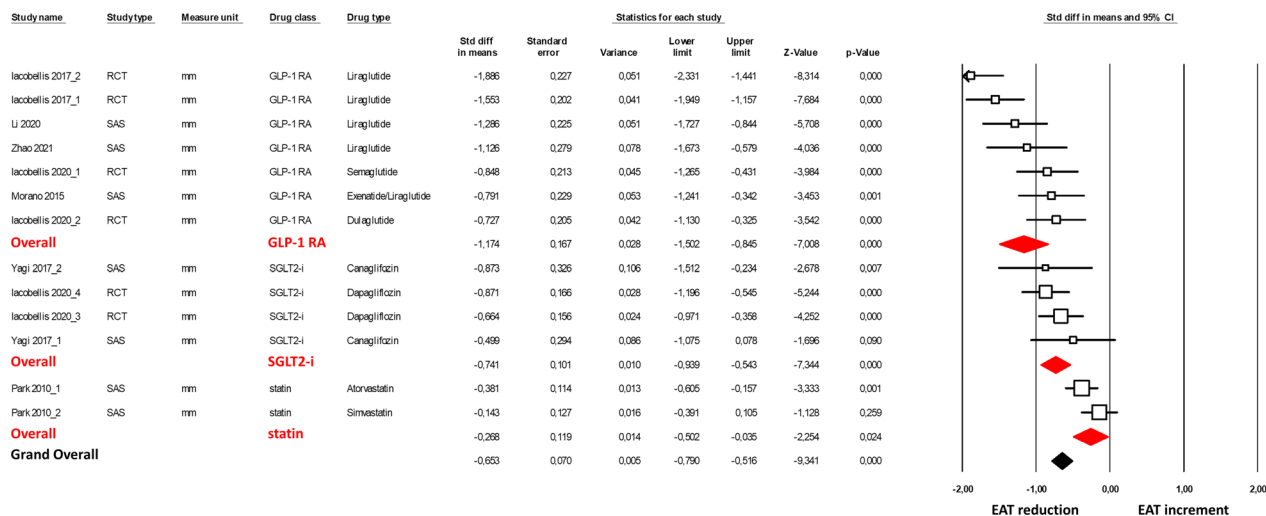 Study name Study type Measure unit Drug class Drug type Statistics for each study Std diff in means and 95% CI
Std diff in means Standard error Variance Lower limit Upper limit Z-Value p-Value
Iacobellis 2017_2 RCT mm GLP-1 RA Liraglutide -1,886 0,227 0,051 -2,331 -1,441 -8,314 0,000
Iacobellis 2017_1 RCT mm GLP-1 RA Liraglutide -1,553 0,202 0,041 -1,949 -1,157 -7,684 0,000
Li 2020 SAS mm GLP-1 RA Liraglutide -1,286 0,225 0,051 -1,727 -0,844 -5,708 0,000
Zhao 2021 SAS mm GLP-1 RA Liraglutide -1,126 0,279 0,078 -1,673 -0,579 -4,036 0,000
Iacobellis 2020_1 RCT mm GLP-1 RA Semaglutide -0,848 0,213 0,045 -1,265 -0,431 -3,984 0,000
Morano 2015 SAS mm GLP-1 RA Exenatide/Liraglutide -0,791 0,229 0,053 -1,241 -0,342 -3,453 0,001
Iacobellis 2020_2 RCT mm GLP-1 RA Dulaglutide -0,727 0,205 0,042 -1,130 -0,325 -3,542 0,000
Overall GLP-1 RA -1,174 0,167 0,028 -1,502 -0,845 -7,008 0,000
Yagi 2017_2 SAS mm SGLT2-i Canaglifozin -0,873 0,326 0,106 -1,512 -0,234 -2,678 0,007
Iacobellis 2020_4 RCT mm SGLT2-i Dapagliflozin -0,871 0,166 0,028 -1,196 -0,545 -5,244 0,000
Iacobellis 2020_3 RCT mm SGLT2-i Dapagliflozin -0,664 0,156 0,024 -0,971 -0,358 -4,252 0,000
Yagi 2017_1 SAS mm SGLT2-i Canaglifozin -0,499 0,294 0,086 -1,075 0,078 -1,696 0,090
Overall SGLT2-i -0,741 0,101 0,010 -0,939 -0,543 -7,344 0,000
Park 2010_1 SAS mm statin Atorvastatin -0,381 0,114 0,013 -0,605 -0,157 -3,333 0,001
Park 2010_2 SAS mm statin Simvastatin -0,143 0,127 0,016 -0,391 0,105 -1,128 0,259
Overall statin -0,268 0,119 0,014 -0,502 -0,035 -2,254 0,024
Grand Overall -0,653 0,070 0,005 -0,790 -0,516 -9,341 0,000
-2,00 -1,00 0,00 1,00 2,00
EAT reduction EAT increment